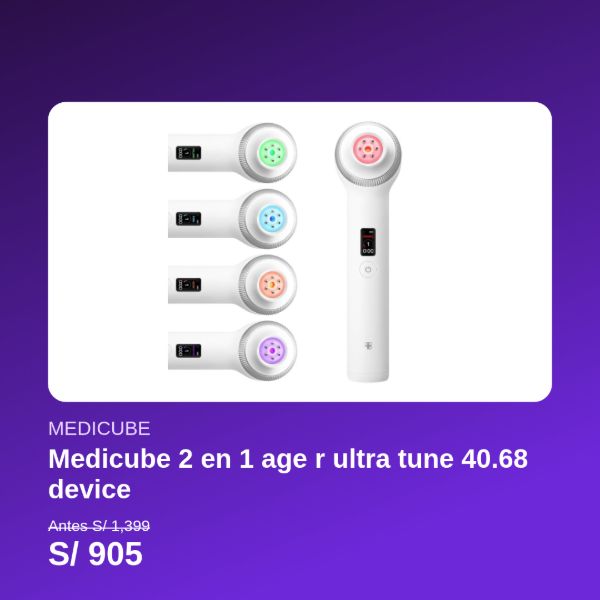 MEDICUBE
Medicube 2 en 1 age r ultra tune 40.68
device
Antes S/ 1,399
S/ 905